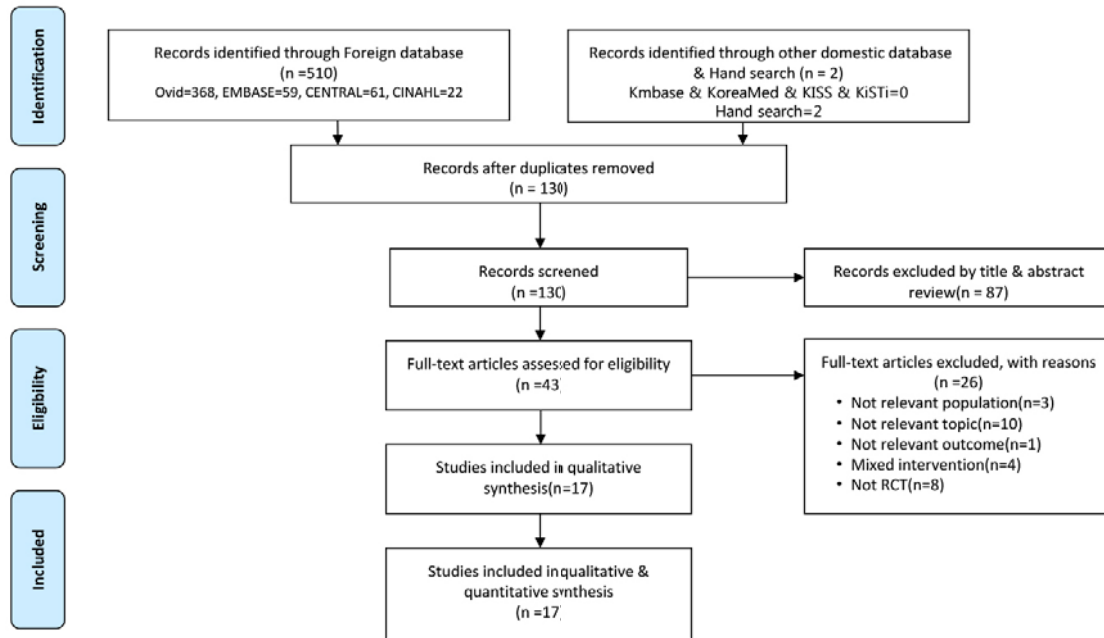 Identification
Records identified through Foreign database
(n =510)
Ovid=368, EMBASE=59, CENTRAL=61, CINAHL=22
Records identified through other domestic database
& Hand search (n = 2)
Kmbase & KoreaMed & KISS & KiSTi=0
Hand search=2
Records after duplicates removed
(n = 130)
Screening
Records screened
(n =130)
Records excluded by title & abstract
review(n = 87)
Eligibility
Full-text articles assessed for eligibility
(n =43)
Full-text articles excluded, with reasons
(n =26)
• Not relevant population(n=3)
• Not relevant topic(n=10)
• Not relevant outcome(n=1)
• Mixed intervention(n=4)
• Not RCT(n=8)
Studies included in qualitative
synthesis(n=17)
Included
Studies included in qualitative &
quantitative synthesis
(n =17)